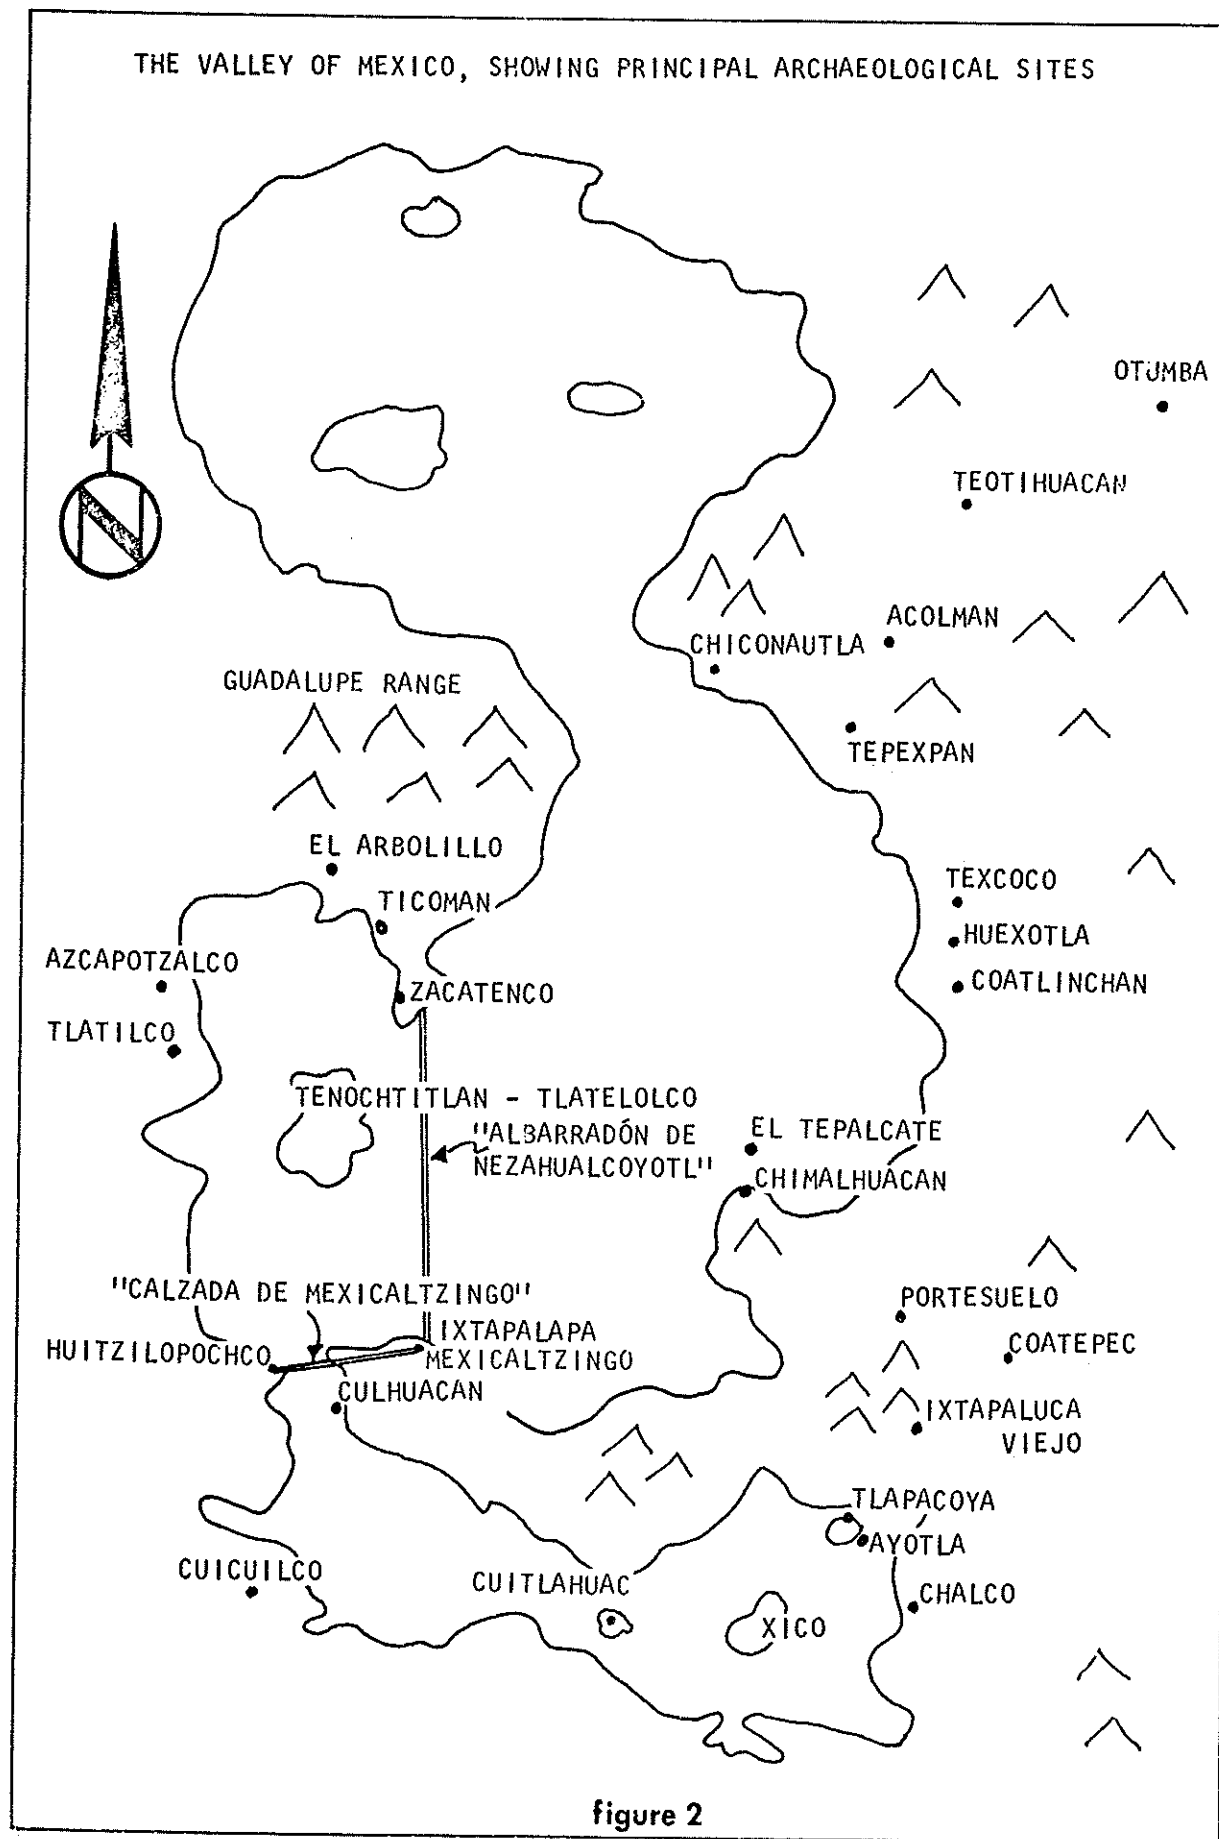 THE VALLEY OF MEXICO, SHOWING PRINCIPAL ARCHAEOLOGICAL SITES
OTUMBA
TEOTIHUACAN
N
ACOLMAN
CHICONAUTLA
GUADALUPE RANGE
TEPEXPAN
EL ARBOLILLO
TEXCOCO
TICOMAN
HUEXOTLA
AZCAPOTZALCO
COATLINCHAN
ZACATENCO
TLATILCO
TENOCHTITLAN - TLATELOLCO
"ALBARRADÓN DE
NEZAHUALCOYOTL"
EL TEPALCATE
CHIMALHUACAN
"CALZADA DE MEXICALTZINGO"
PORTESUELO
IXTAPALAPA
COATEPEC
HUITZILOPOCHCO
MEXICALTZINGO
CULHUACAN
IXTAPALUCA
VIEJO
TLAPACOYA
AYOTLA
CUICUILCO
CUITLAHUAC
CHALCO
XICO
figure 2